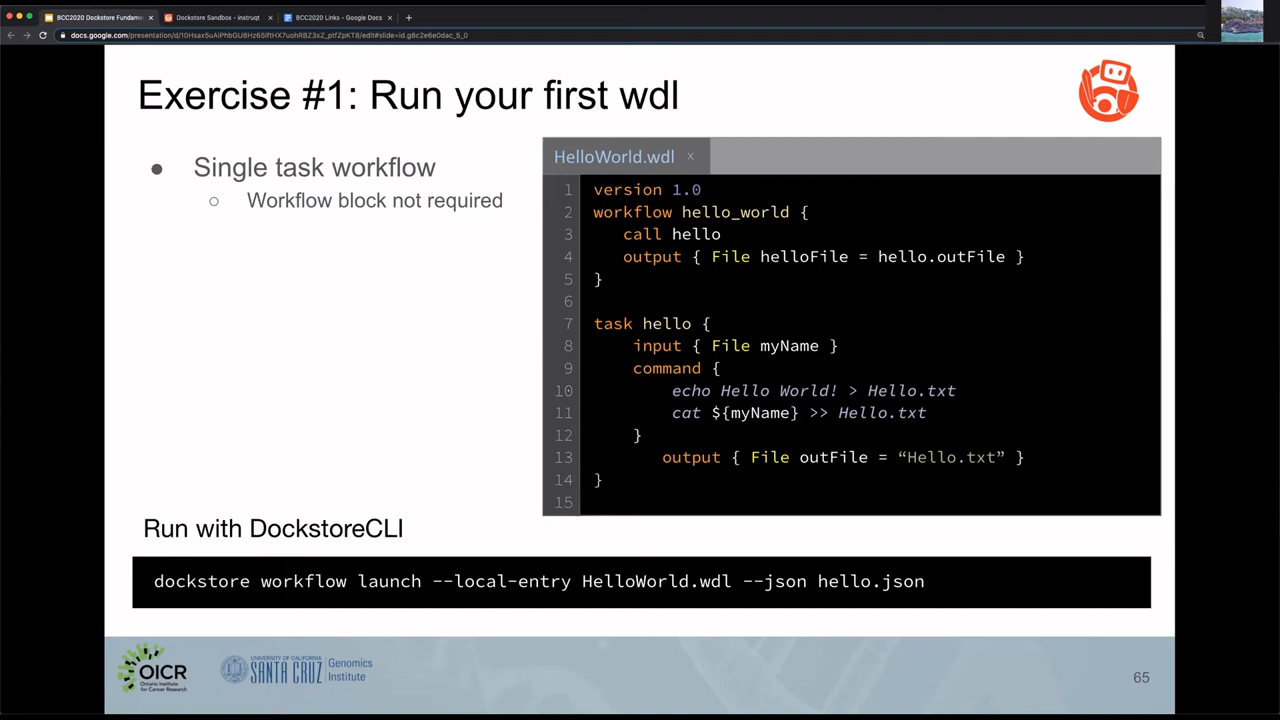 BCC2020 Dockstore Fundam
Dockstore Sandbox - instruqt
BCC2020 Links - Google Docs
Exercise #1: Run your first wdl
Single task workflow
Workflow block not required
HelloWorld.wdl x
1 version 1.0
2 workflow hello_world {
3 call hello
4 output { File helloFile = hello.outFile }
5 }
6
7 task hello {
8 input { File myName }
9 command {
10 echo Hello World! > Hello.txt
11 cat ${myName} >> Hello.txt
12 }
13 output { File outFile = “Hello.txt” }
14 }
15
Run with DockstoreCLI
dockstore workflow launch --local-entry HelloWorld.wdl --json hello.json
OICR
Ontario Institute
for Cancer Research
UNIVERSITY OF CALIFORNIA
SANTA CRUZ
Genomics
Institute
65